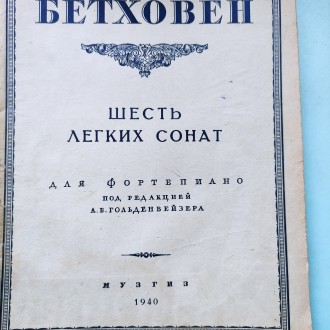 БЕТХОВЕН
ШЕСТЬ
ЛЕГКИХ СОНАТ
ДЛЯ ФОРТЕПИАНО
ПОД РЕДАКЦИЕЙ
А.Б.ГОЛЬДЕНВЕЙЗЕРА
МУЗГИЗ
1940